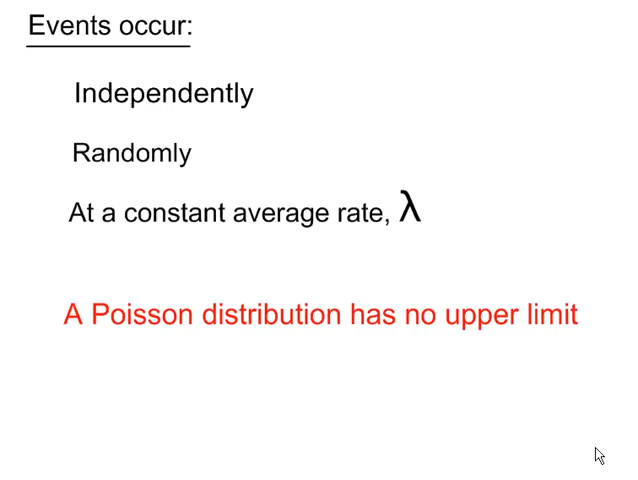 Events occur:
Independently
Randomly
At a constant average rate, λ
A Poisson distribution has no upper limit